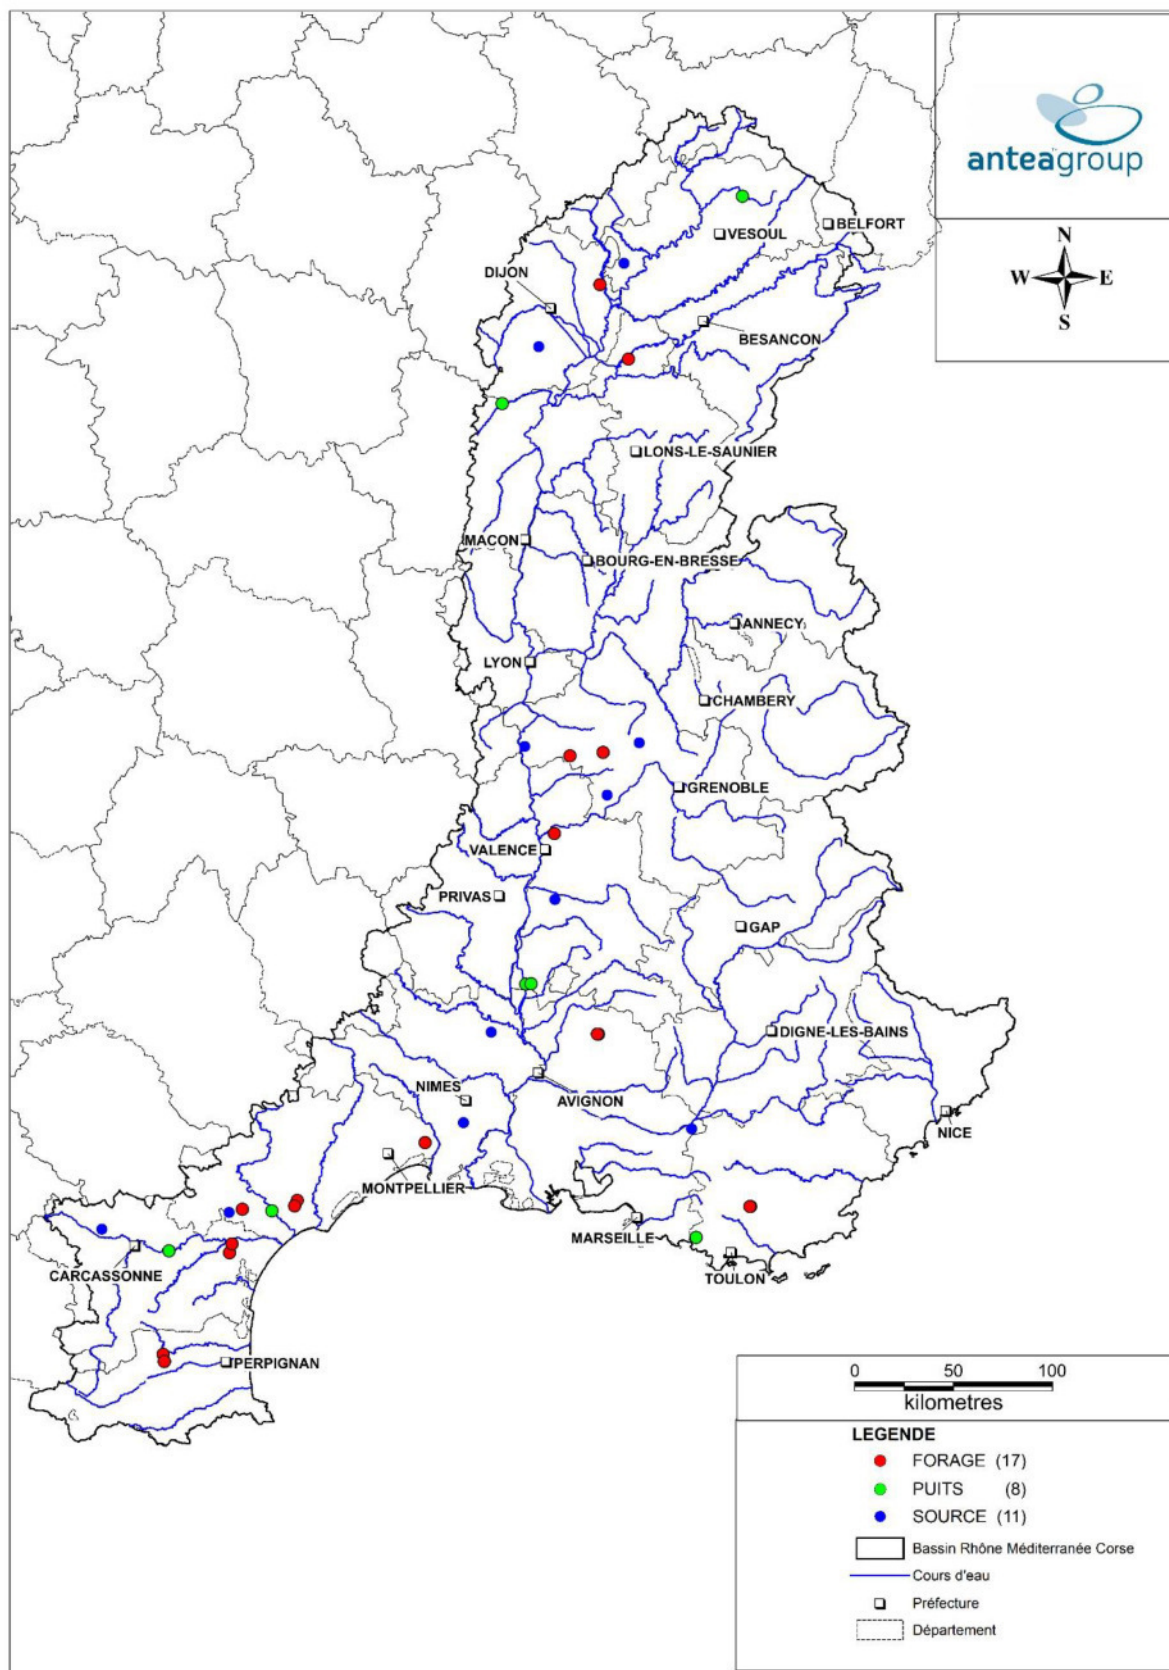 anteagroup
N
W E
S
BELFORT
VESOUL
DIJON
BESANCON
LONS-LE-SAUNIER
MACON
BOURG-EN-BRESSE
ANNECY
LYON
CHAMBERY
GRENOBLE
VALENCE
PRIVAS
GAP
DIGNE-LES-BAINS
NIMES
AVIGNON
NICE
MONTPELLIER
MARSEILLE
CARCASSONNE
TOULON
PERPIGNAN
0 50 100
kilometres
LEGENDE
FORAGE (17)
PUITS (8)
SOURCE (11)
Bassin Rhône Méditerranée Corse
Cours d'eau
Préfecture
Département